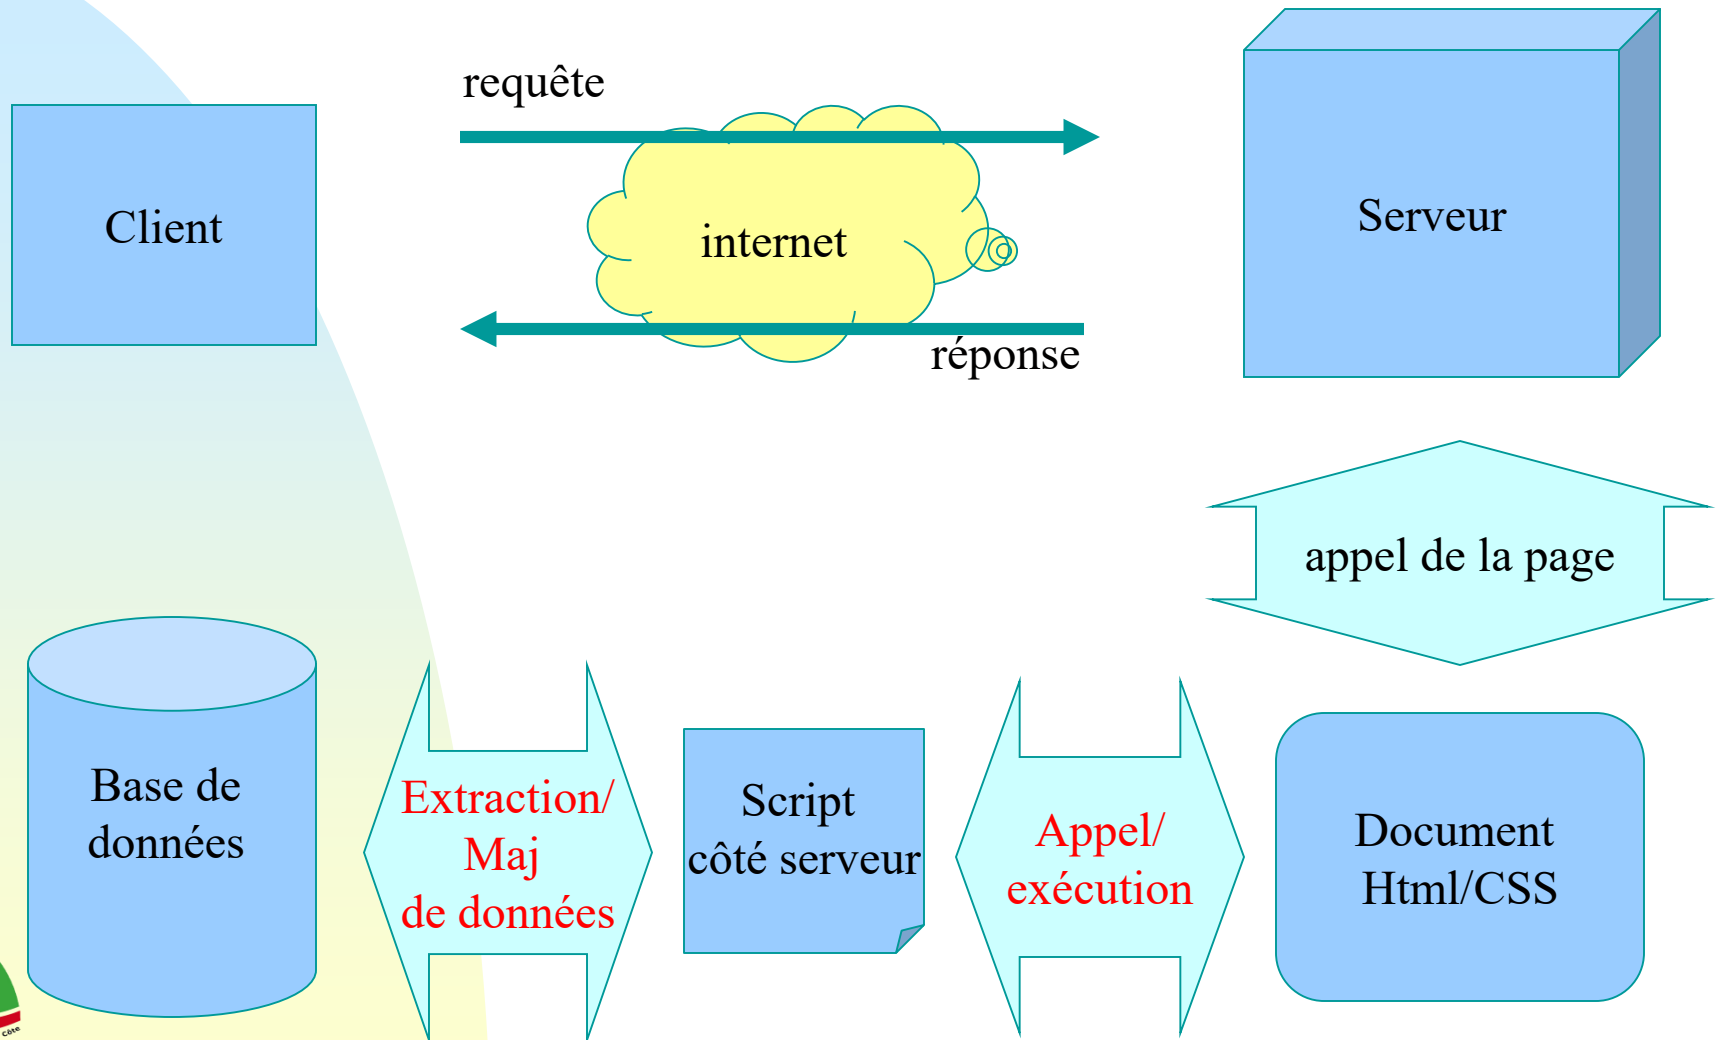 requête
Client
internet
Serveur
réponse
appel de la page
Base de
données
Extraction/
Maj
de données
Script
côté serveur
Appel/
exécution
Document
Html/CSS
Côte